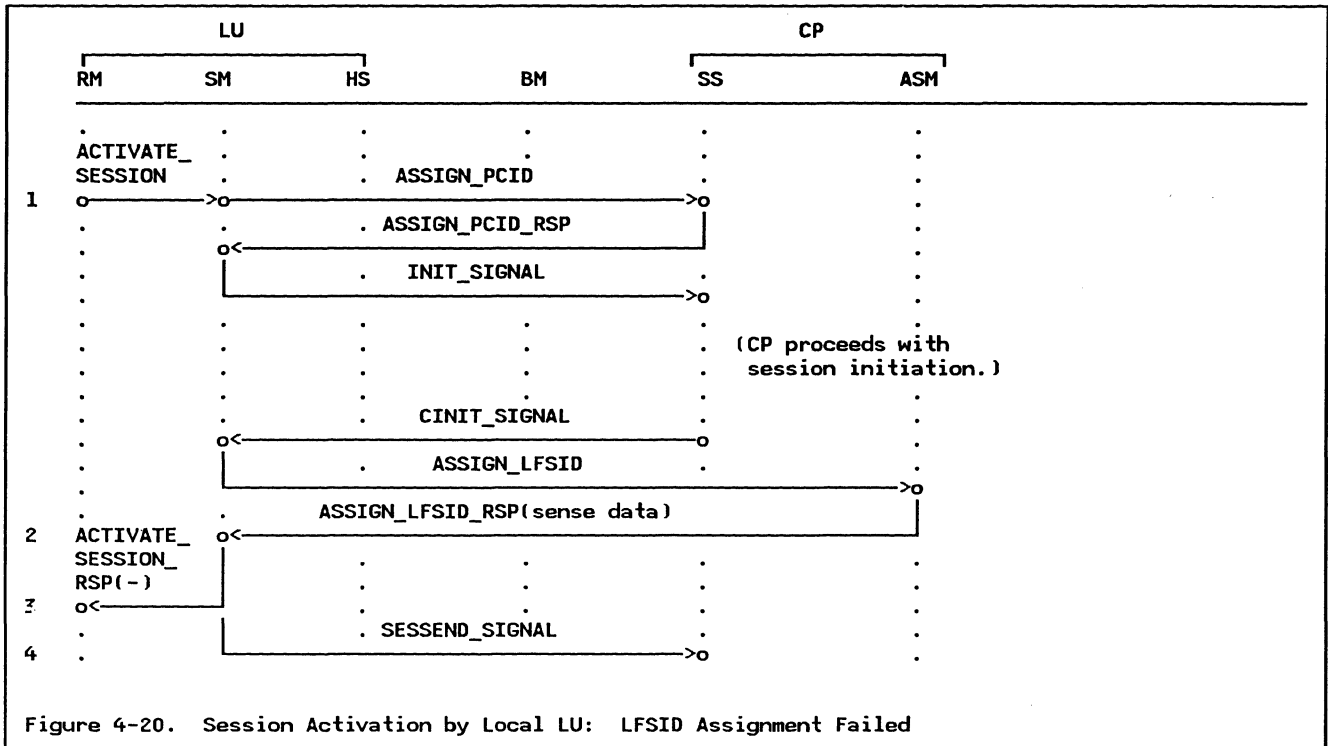 LU CP
RM SM HS BM SS ASM
ACTIVATE_
SESSION ASSIGN_PCID
1
ASSIGN_PCID_RSP
INIT_SIGNAL
(CP proceeds with
session initiation.)
CINIT_SIGNAL
ASSIGN_LFSID
ASSIGN_LFSID_RSP(sense data)
2 ACTIVATE_
SESSION_
RSP(-)
3
SESSEND_SIGNAL
4
Figure 4-20. Session Activation by Local LU: LFSID Assignment Failed